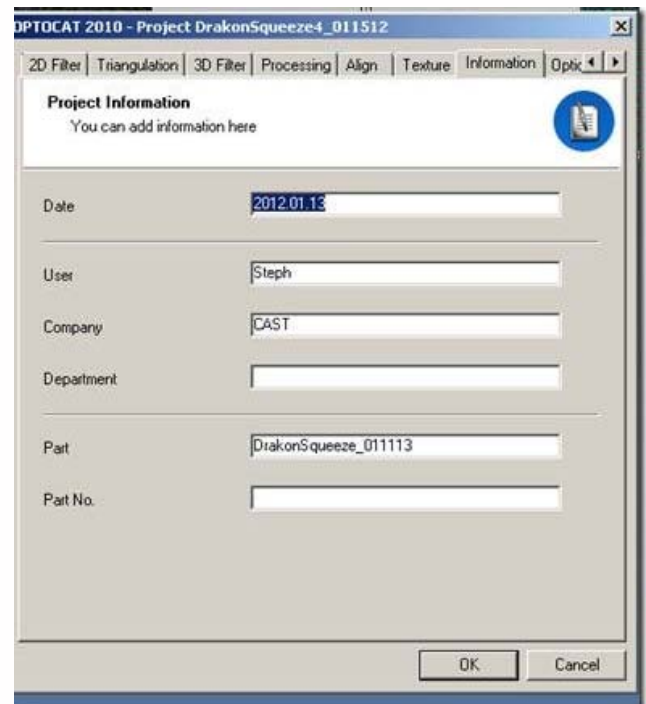 OPTOCAT 2010 - Project DrakonSqueeze4_011512
2D Filter Triangulation 3D Filter Processing Align Texture Information Optic
Project Information
You can add information here
Date 2012.01.13
User Steph
Company CAST
Department
Part DrakonSqueeze_011113
Part No.
OK Cancel